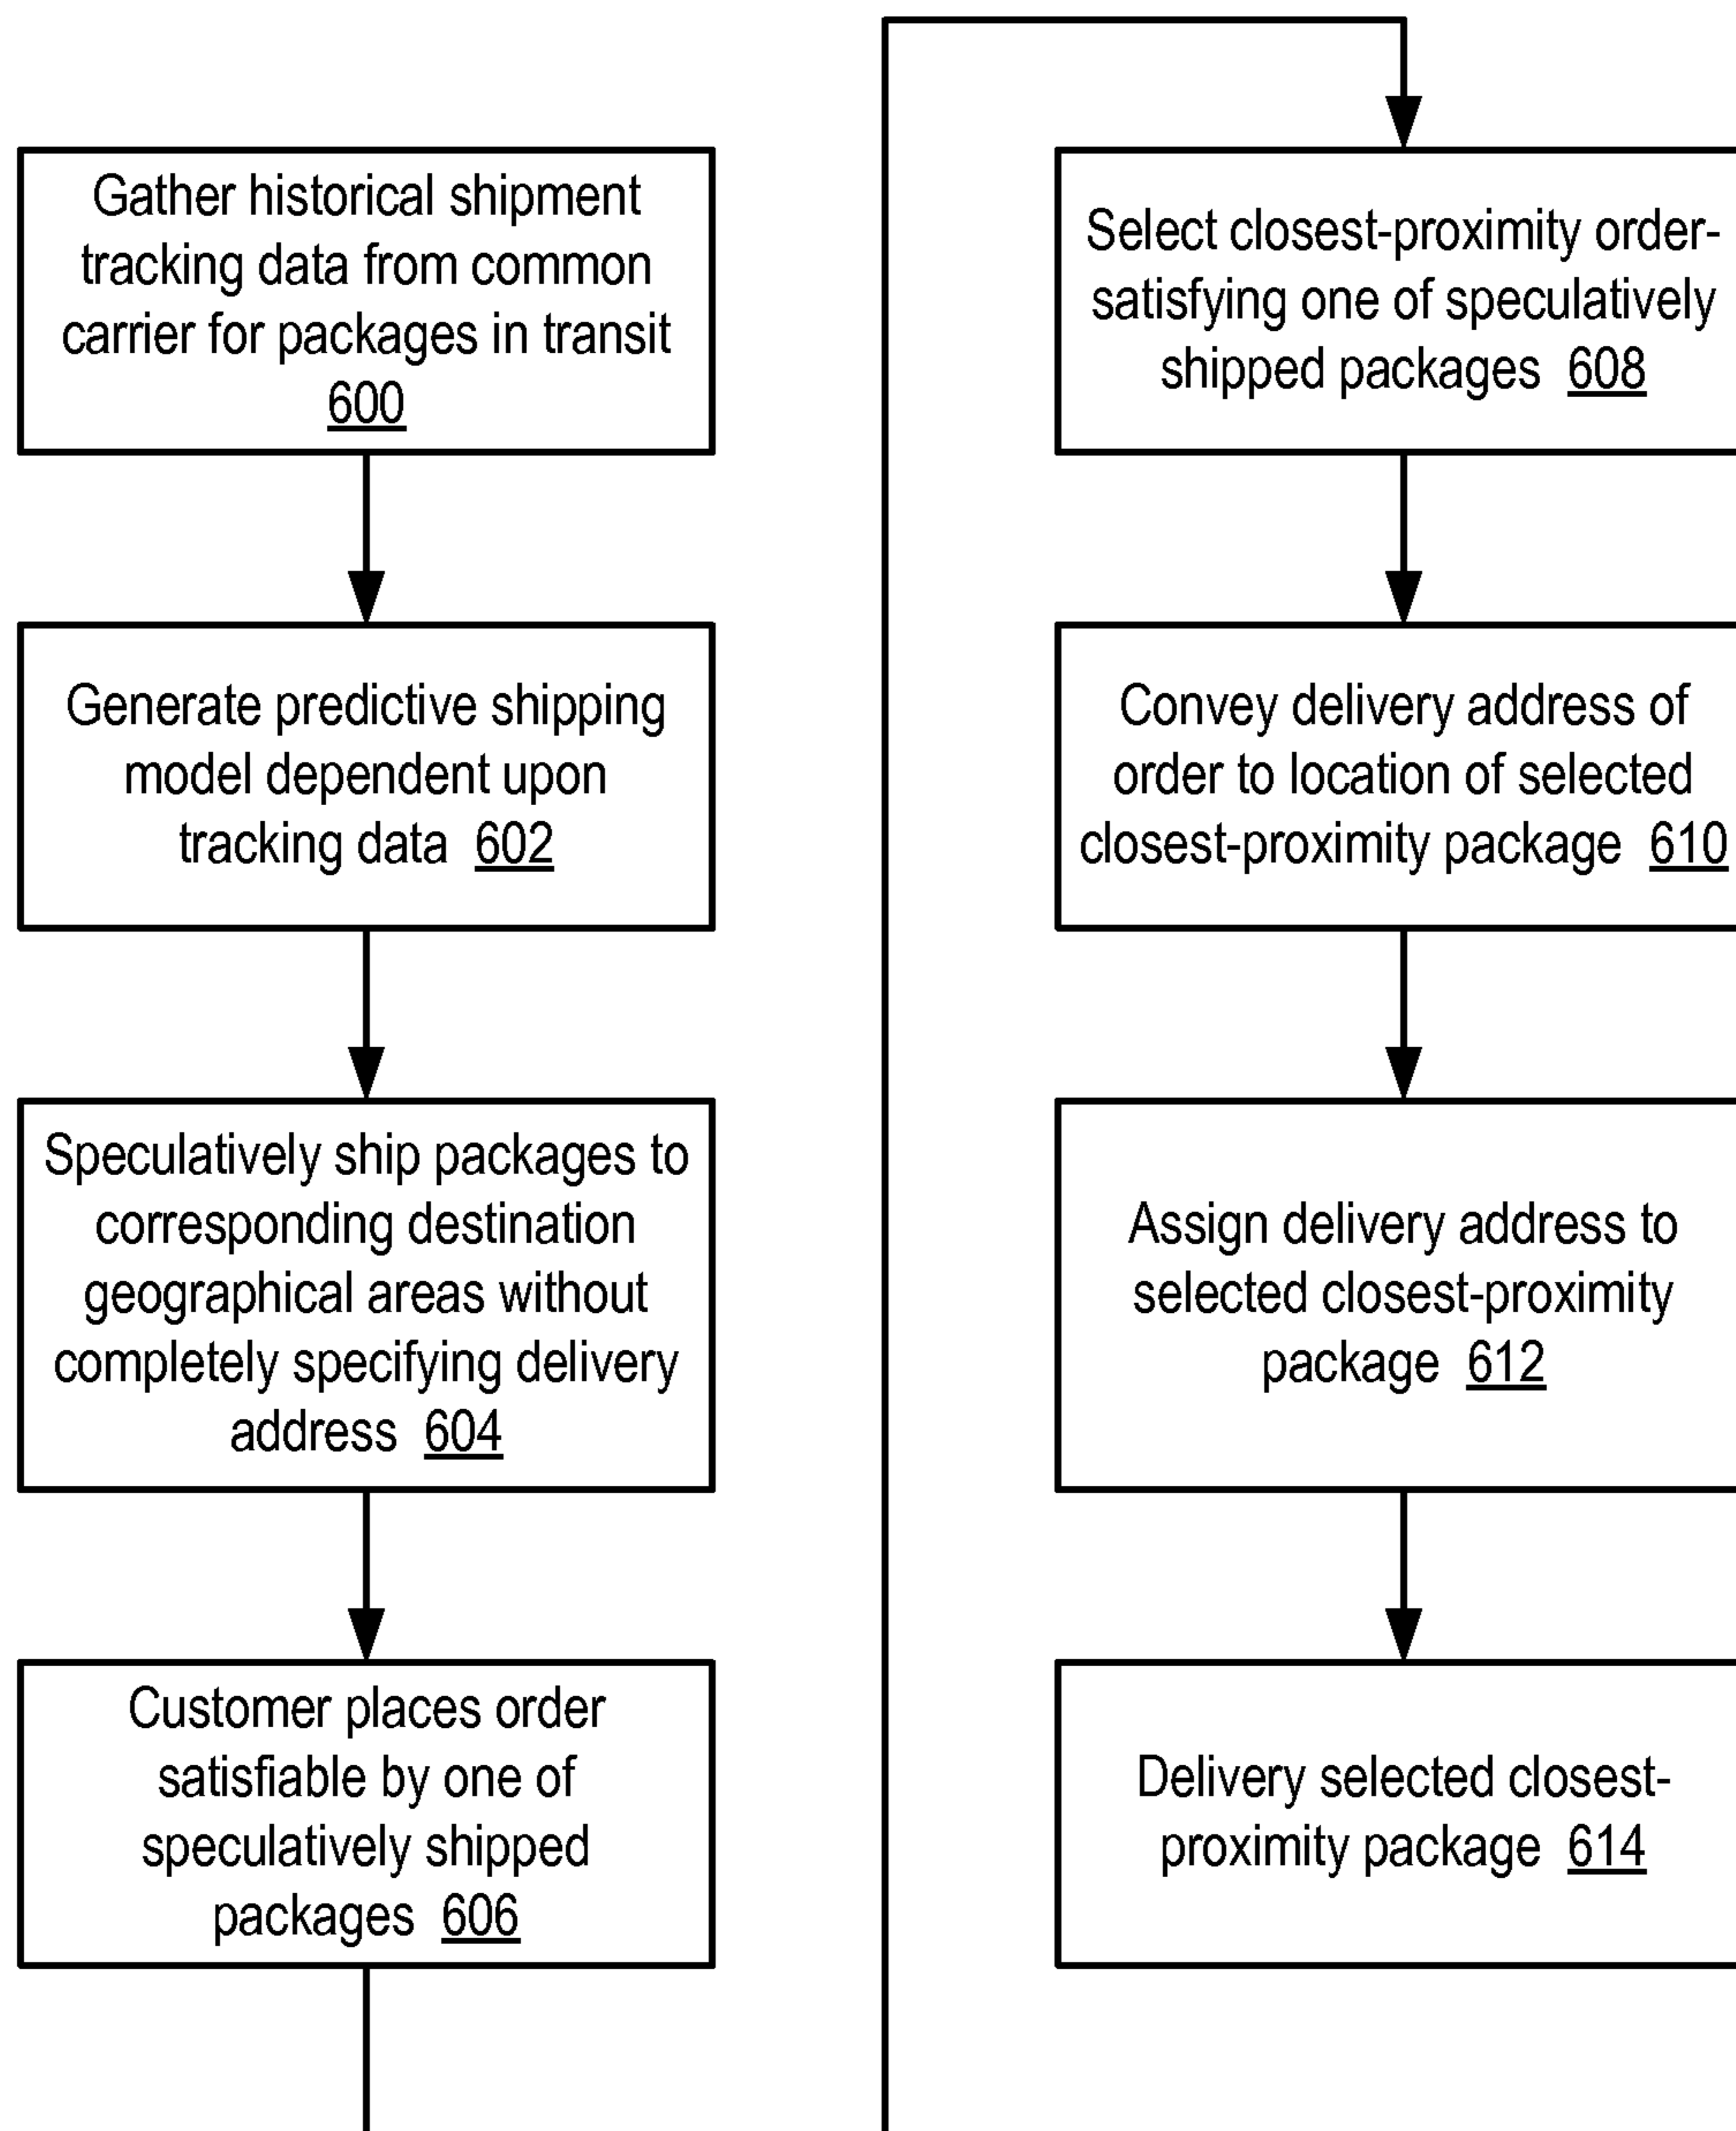 Gather historical shipment
tracking data from common
carrier for packages in transit
600
Generate predictive shipping
model dependent upon
tracking data 602
Speculatively ship packages to
corresponding destination
geographical areas without
completely specifying delivery
address 604
Customer places order
satisfiable by one of
speculatively shipped
packages 606
Select closest-proximity order-
satisfying one of speculatively
shipped packages 608
Convey delivery address of
order to location of selected
closest-proximity package 610
Assign delivery address to
selected closest-proximity
package 612
Delivery selected closest-
proximity package 614